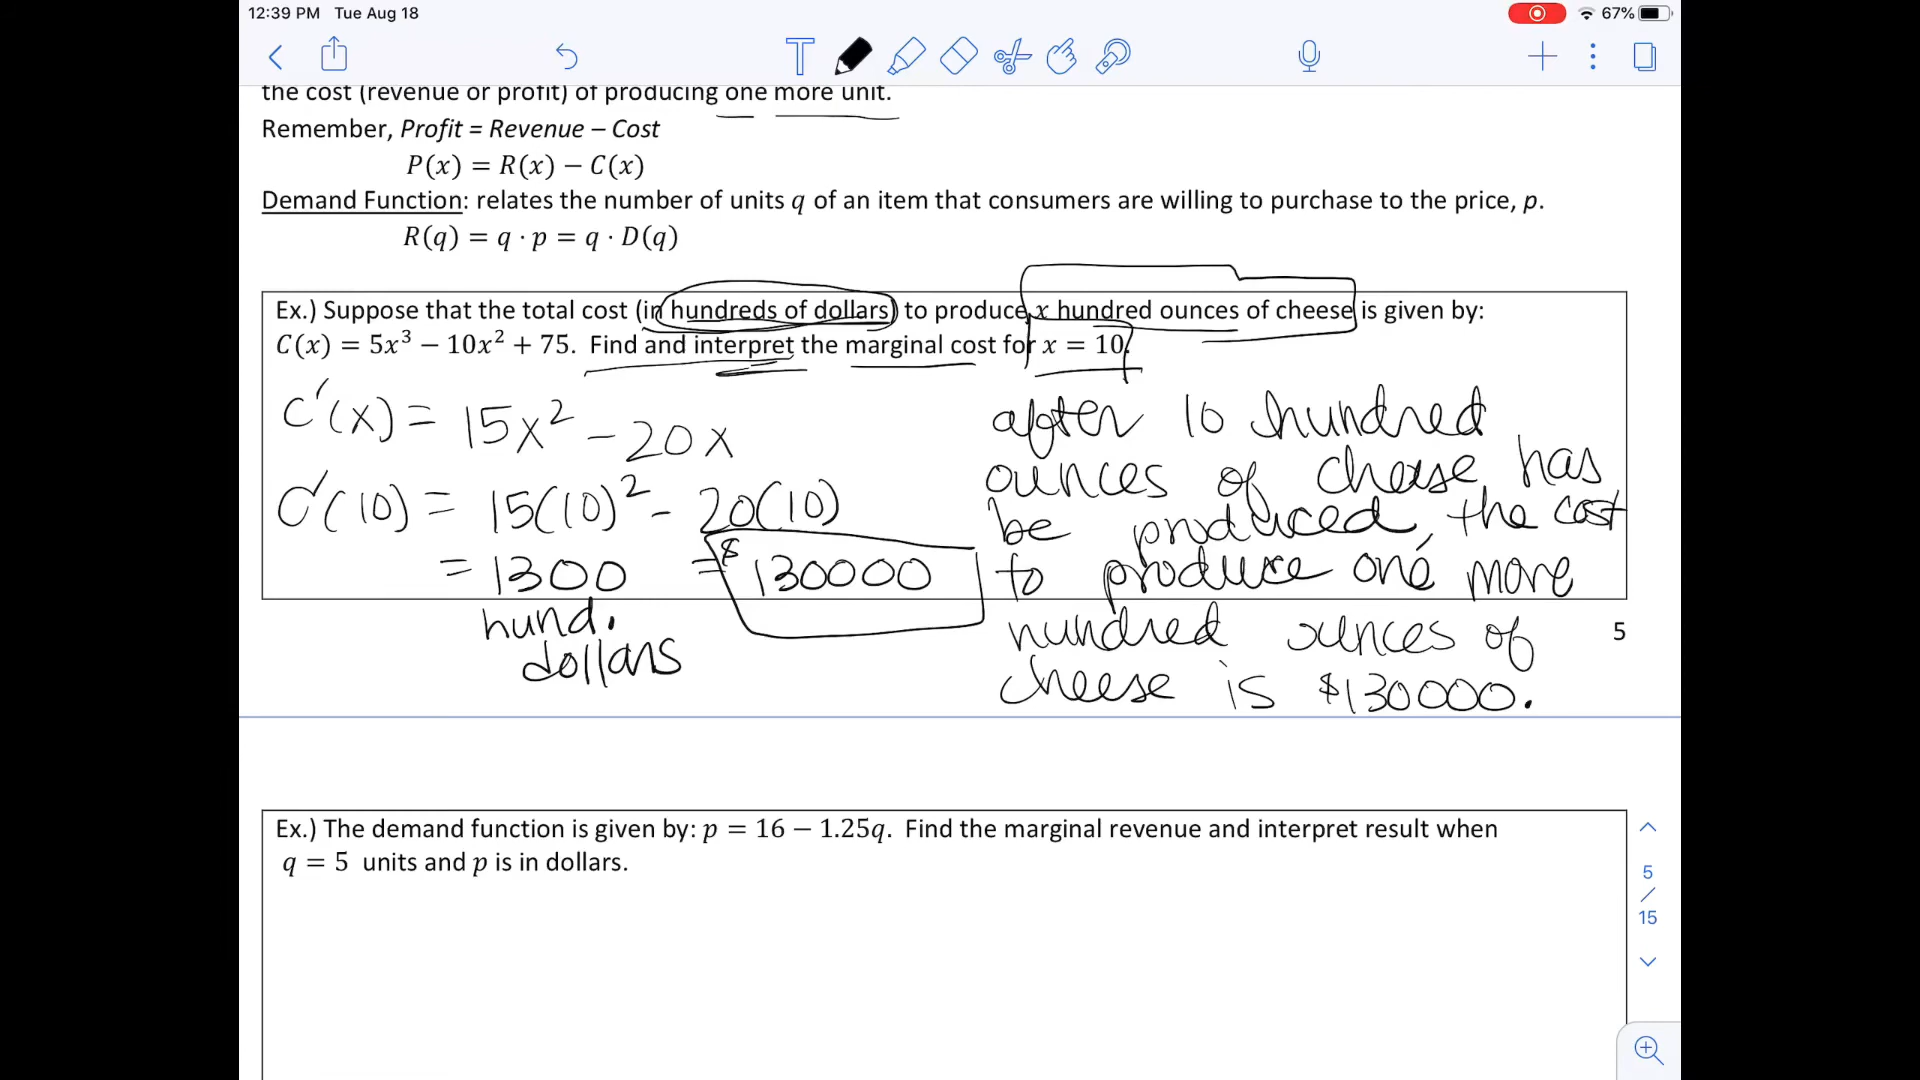 12:39 PM Tue Aug 18
67%
the cost (revenue or profit) of producing one more unit.
Remember, Profit = Revenue – Cost
P(x) = R(x) − C(x)
Demand Function: relates the number of units q of an item that consumers are willing to purchase to the price, p.
R(q) = q · p = q · D(q)
Ex.) Suppose that the total cost (in hundreds of dollars) to produce x hundred ounces of cheese is given by:
C(x) = 5x³ − 10x² + 75. Find and interpret the marginal cost for x = 10.
C'(x) = 15x² − 20x
C'(10) = 15(10)² − 20(10)
= 1300 = $130000
hund.
dollars
after 10 hundred
ounces of cheese has
be produced, the cost
to produce one more
hundred ounces of
cheese is $130000.
5
Ex.) The demand function is given by: p = 16 − 1.25q. Find the marginal revenue and interpret result when
q = 5 units and p is in dollars.
5
/
15